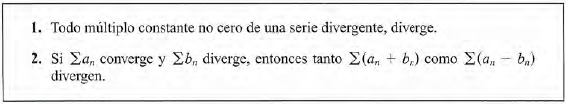 1. Todo múltiplo constante no cero de una serie divergente, diverge.
2. Si Σaₙ converge y Σbₙ diverge, entonces tanto Σ(aₙ + bₙ) como Σ(aₙ − bₙ)
divergen.